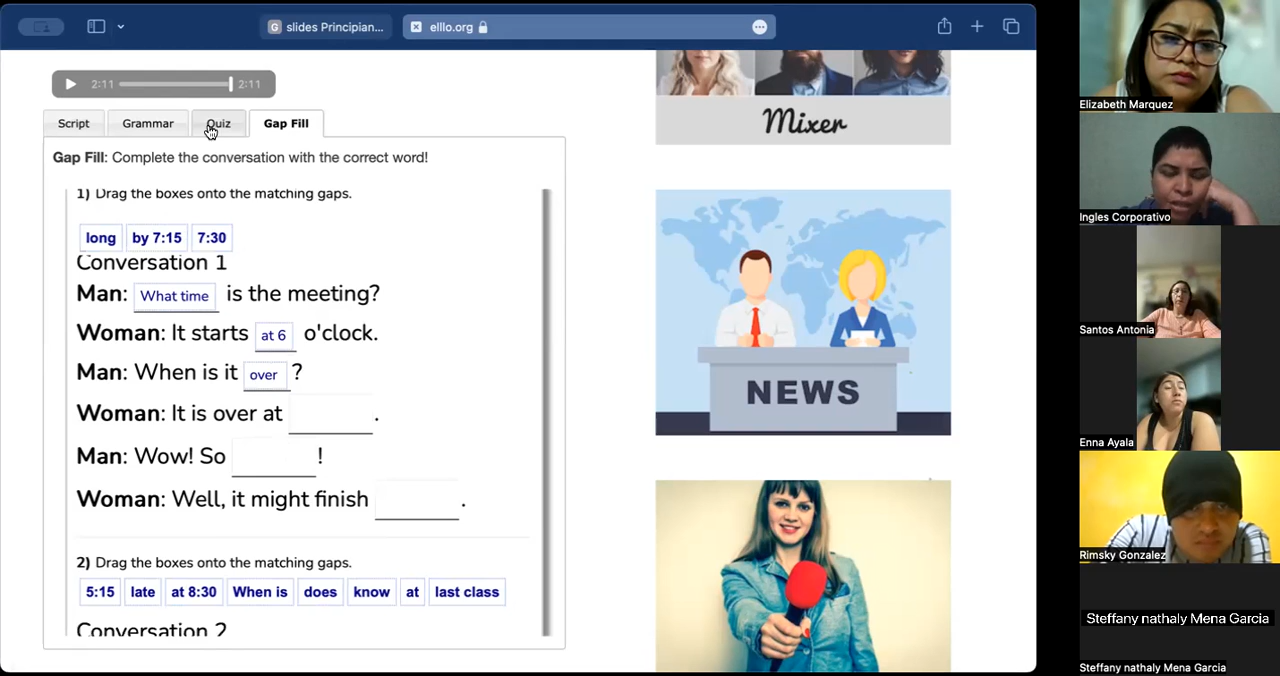 slides Principian...
elllo.org
2:11 2:11
Script Grammar Quiz Gap Fill
Gap Fill: Complete the conversation with the correct word!
1) Drag the boxes onto the matching gaps.
long by 7:15 7:30
Conversation 1
Man: What time is the meeting?
Woman: It starts at 6 o'clock.
Man: When is it over ?
Woman: It is over at .
Man: Wow! So !
Woman: Well, it might finish .
2) Drag the boxes onto the matching gaps.
5:15 late at 8:30 When is does know at last class
Conversation 2
Mixer
NEWS
Elizabeth Marquez
Ingles Corporativo
Santos Antonia
Enna Ayala
Rimsky Gonzalez
Steffany nathaly Mena Garcia
Steffany nathaly Mena Garcia